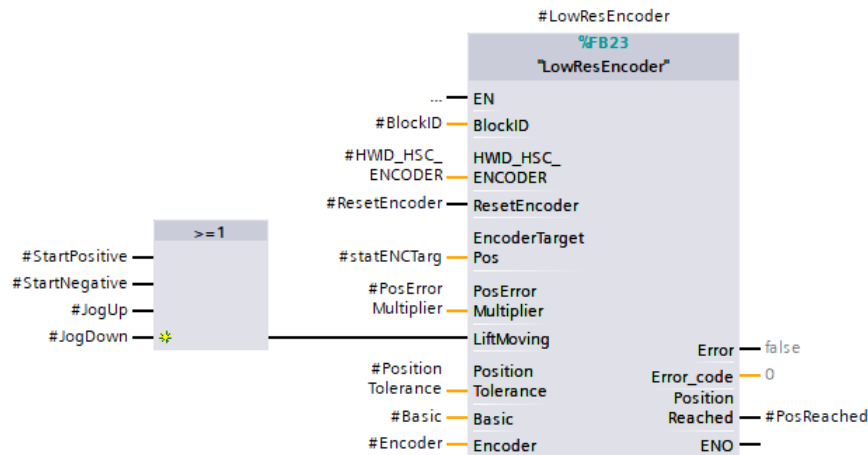 #LowResEncoder
%FB23
"LowResEncoder"
... EN
#BlockID BlockID
#HWID_HSC_ HWID_HSC_
ENCODER ENCODER
#ResetEncoder ResetEncoder
>=1
#StartPositive
#StartNegative
#JogUp
#JogDown
EncoderTarget
#statENCTarg Pos
#PosError PosError
Multiplier Multiplier
LiftMoving
Error false
#Position Position
Tolerance Tolerance
Error_code 0
Position
#Basic Basic
Reached #PosReached
#Encoder Encoder
ENO